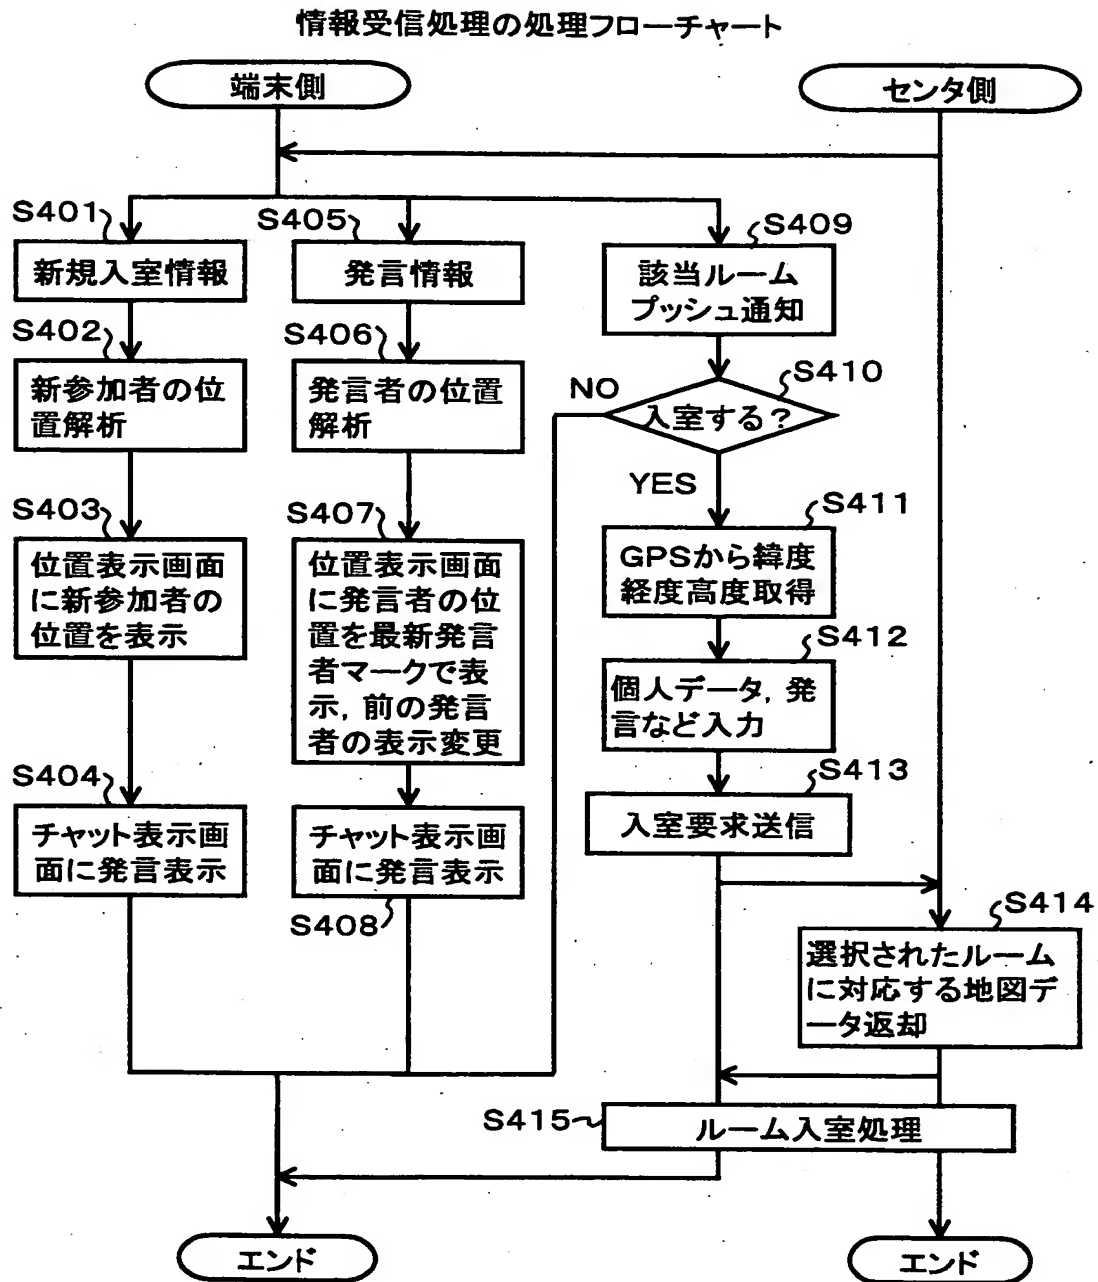 情報受信処理の処理フローチャート
端末側
センタ側
S401
新規入室情報
S402
新参加者の位
置解析
S403
位置表示画面
に新参加者の
位置を表示
S404
チャット表示画
面に発言表示
S405
発言情報
S406
発言者の位置
解析
S407
位置表示画面
に発言者の位
置を最新発言
者マークで表
示,前の発言
者の表示変更
チャット表示画
面に発言表示
S408
S409
該当ルーム
プッシュ通知
S410
入室する?
NO
YES
S411
GPSから緯度
経度高度取得
S412
個人データ,発
言など入力
S413
入室要求送信
S414
選択されたルーム
に対応する地図デ
ータ返却
S415
ルーム入室処理
エンド
エンド